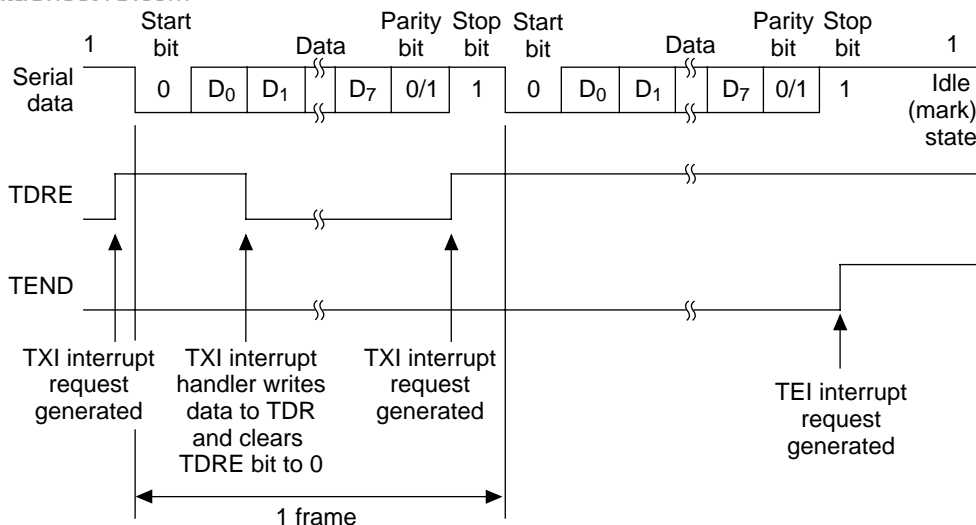 Start bit Data Parity bit Stop bit Start bit Data Parity bit Stop bit
1 1
Serial data 0 D0 D1 D7 0/1 1 0 D0 D1 D7 0/1 1 Idle (mark) state
TDRE
TEND
TXI interrupt request generated
TXI interrupt handler writes data to TDR and clears TDRE bit to 0
TXI interrupt request generated
TEI interrupt request generated
1 frame